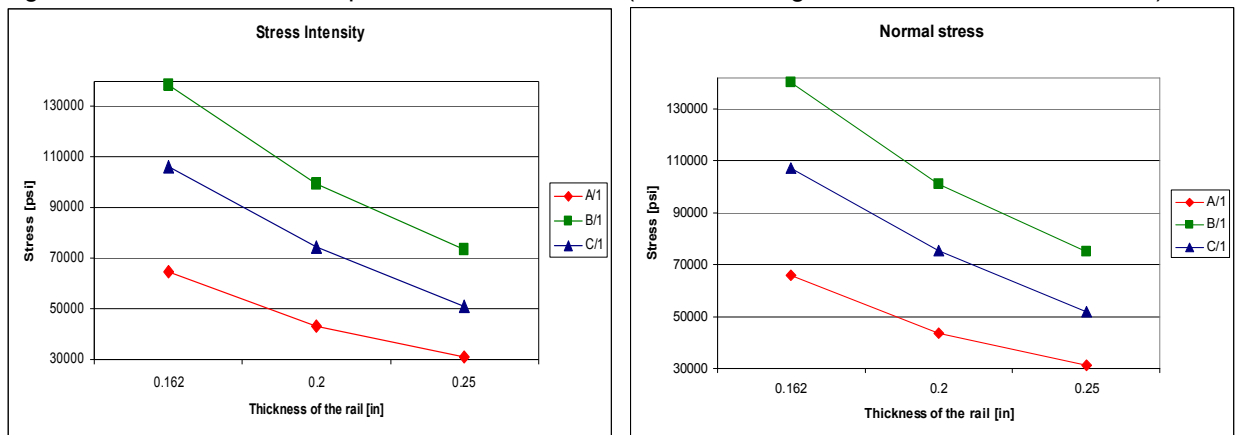 Stress Intensity
Stress [psi]
130000
110000
90000
70000
50000
30000
0.162 0.2 0.25
Thickness of the rail [in]
A/1
B/1
C/1
Normal stress
Stress [psi]
130000
110000
90000
70000
50000
30000
0.162 0.2 0.25
Thickness of the rail [in]
A/1
B/1
C/1